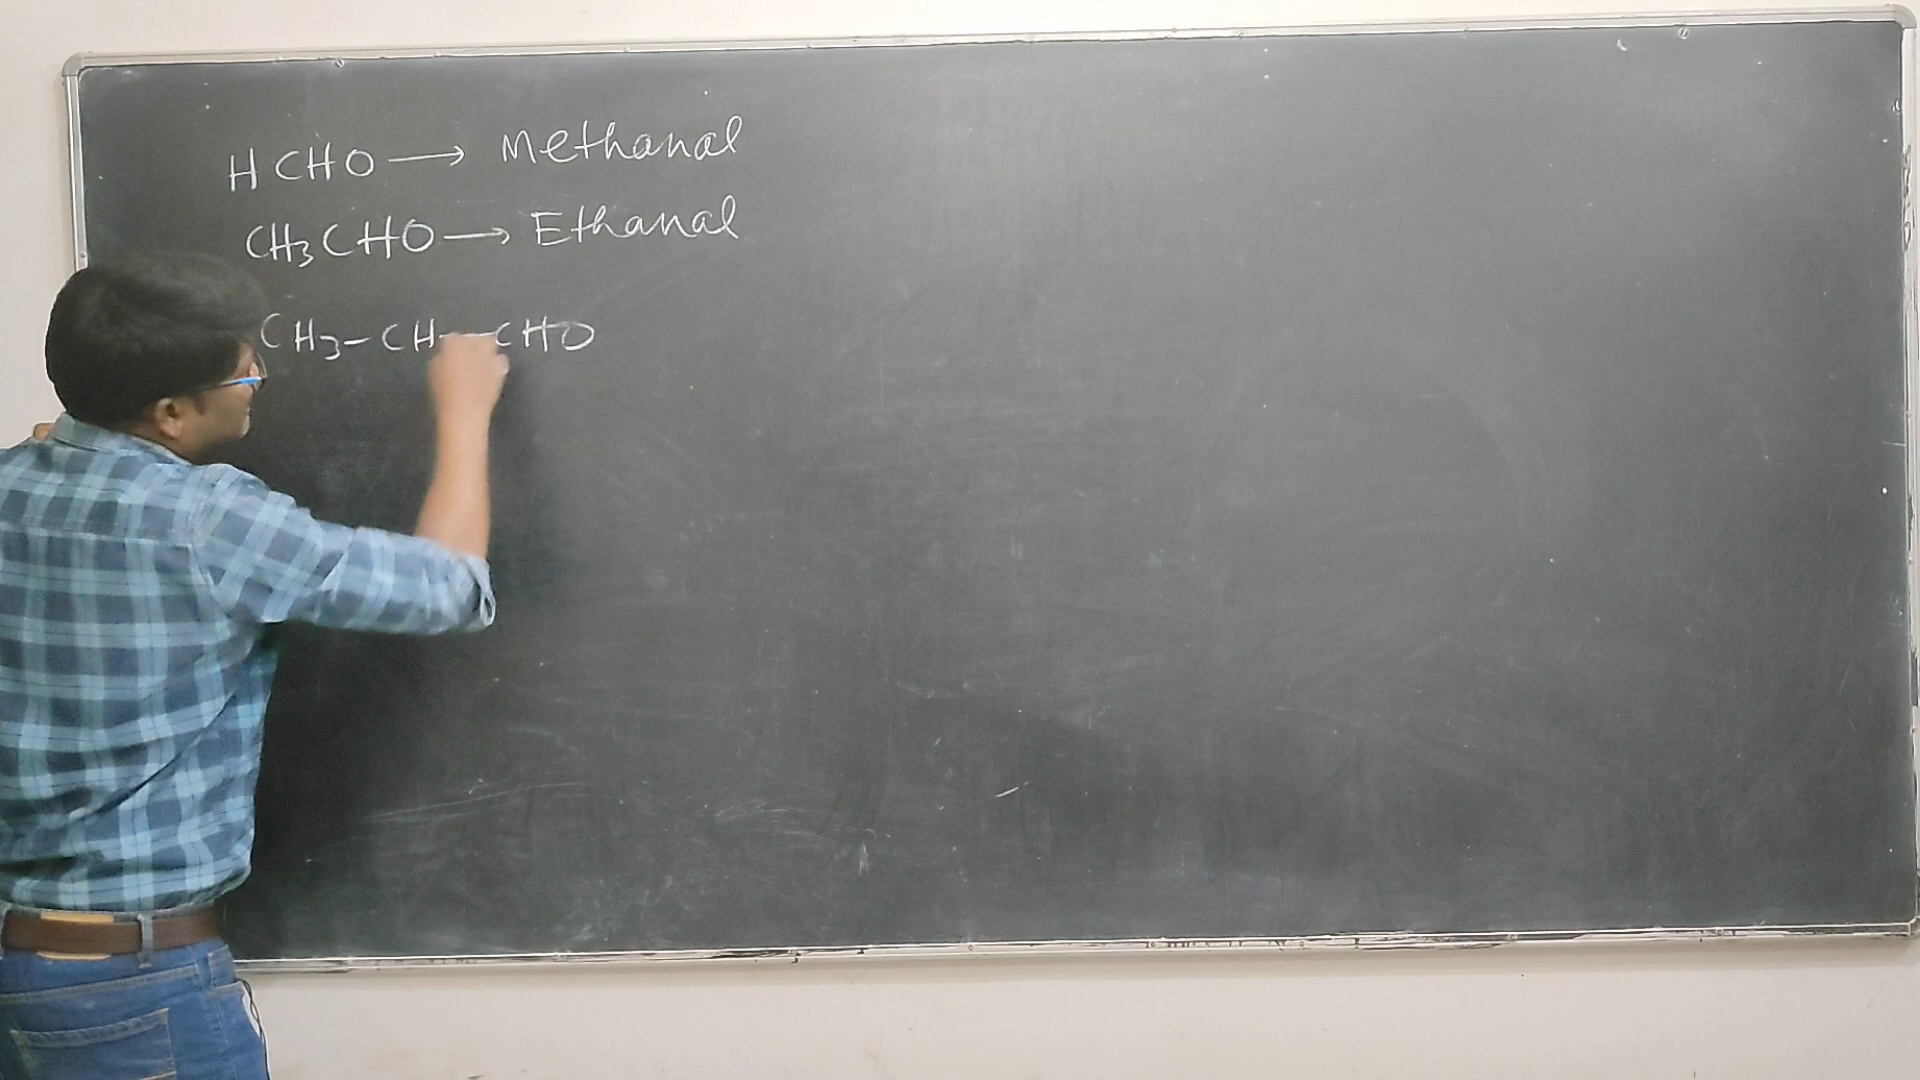 HCHO → Methanal
CH3CHO → Ethanal
CH3-CH-CHO